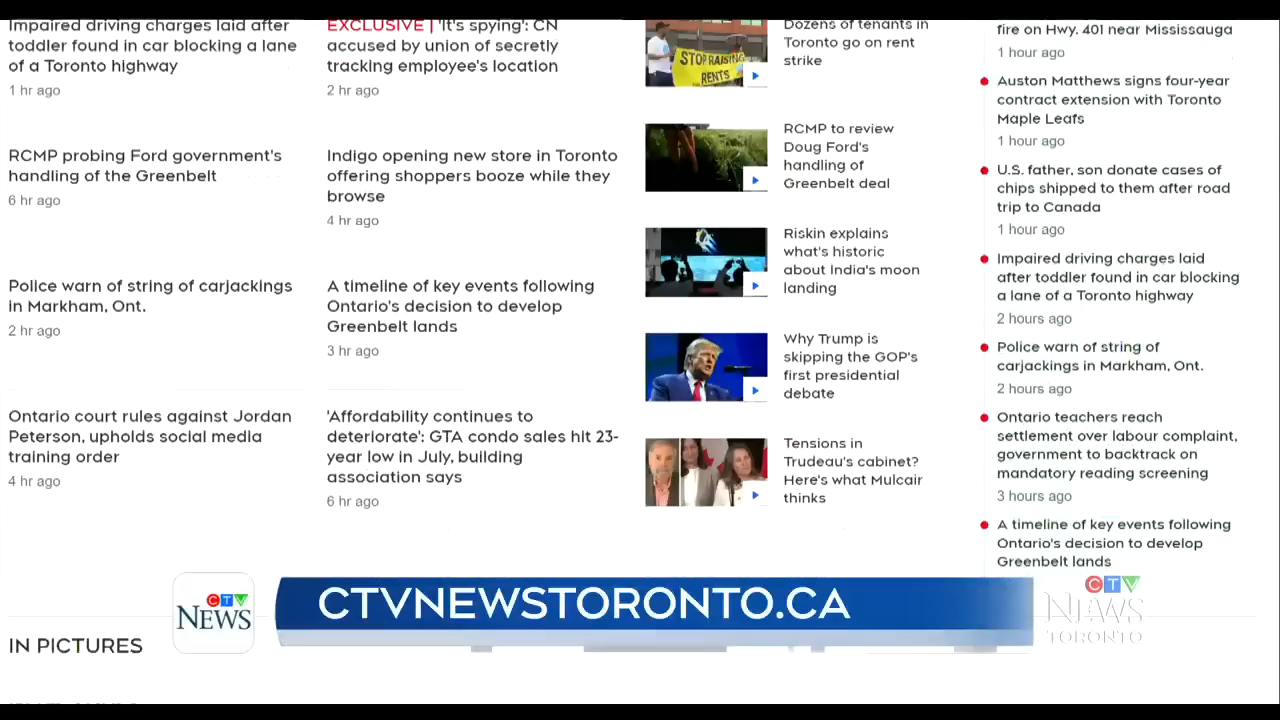 Impaired driving charges laid after
toddler found in car blocking a lane
of a Toronto highway
1 hr ago
RCMP probing Ford government's
handling of the Greenbelt
6 hr ago
Police warn of string of carjackings
in Markham, Ont.
2 hr ago
Ontario court rules against Jordan
Peterson, upholds social media
training order
4 hr ago
EXCLUSIVE | 'It's spying': CN
accused by union of secretly
tracking employee's location
2 hr ago
Indigo opening new store in Toronto
offering shoppers booze while they
browse
4 hr ago
A timeline of key events following
Ontario's decision to develop
Greenbelt lands
3 hr ago
'Affordability continues to
deteriorate': GTA condo sales hit 23-
year low in July, building
association says
6 hr ago
STOP RAISING
RENTS
Dozens of tenants in
Toronto go on rent
strike
RCMP to review
Doug Ford's
handling of
Greenbelt deal
Riskin explains
what's historic
about India's moon
landing
Why Trump is
skipping the GOP's
first presidential
debate
Tensions in
Trudeau's cabinet?
Here's what Mulcair
thinks
fire on Hwy. 401 near Mississauga
1 hour ago
Auston Matthews signs four-year
contract extension with Toronto
Maple Leafs
1 hour ago
U.S. father, son donate cases of
chips shipped to them after road
trip to Canada
1 hour ago
Impaired driving charges laid
after toddler found in car blocking
a lane of a Toronto highway
2 hours ago
Police warn of string of
carjackings in Markham, Ont.
2 hours ago
Ontario teachers reach
settlement over labour complaint,
government to backtrack on
mandatory reading screening
3 hours ago
A timeline of key events following
Ontario's decision to develop
Greenbelt lands
CTV
NEWS
CTVNEWSTORONTO.CA
CTV
NEWS
TORONTO
IN PICTURES